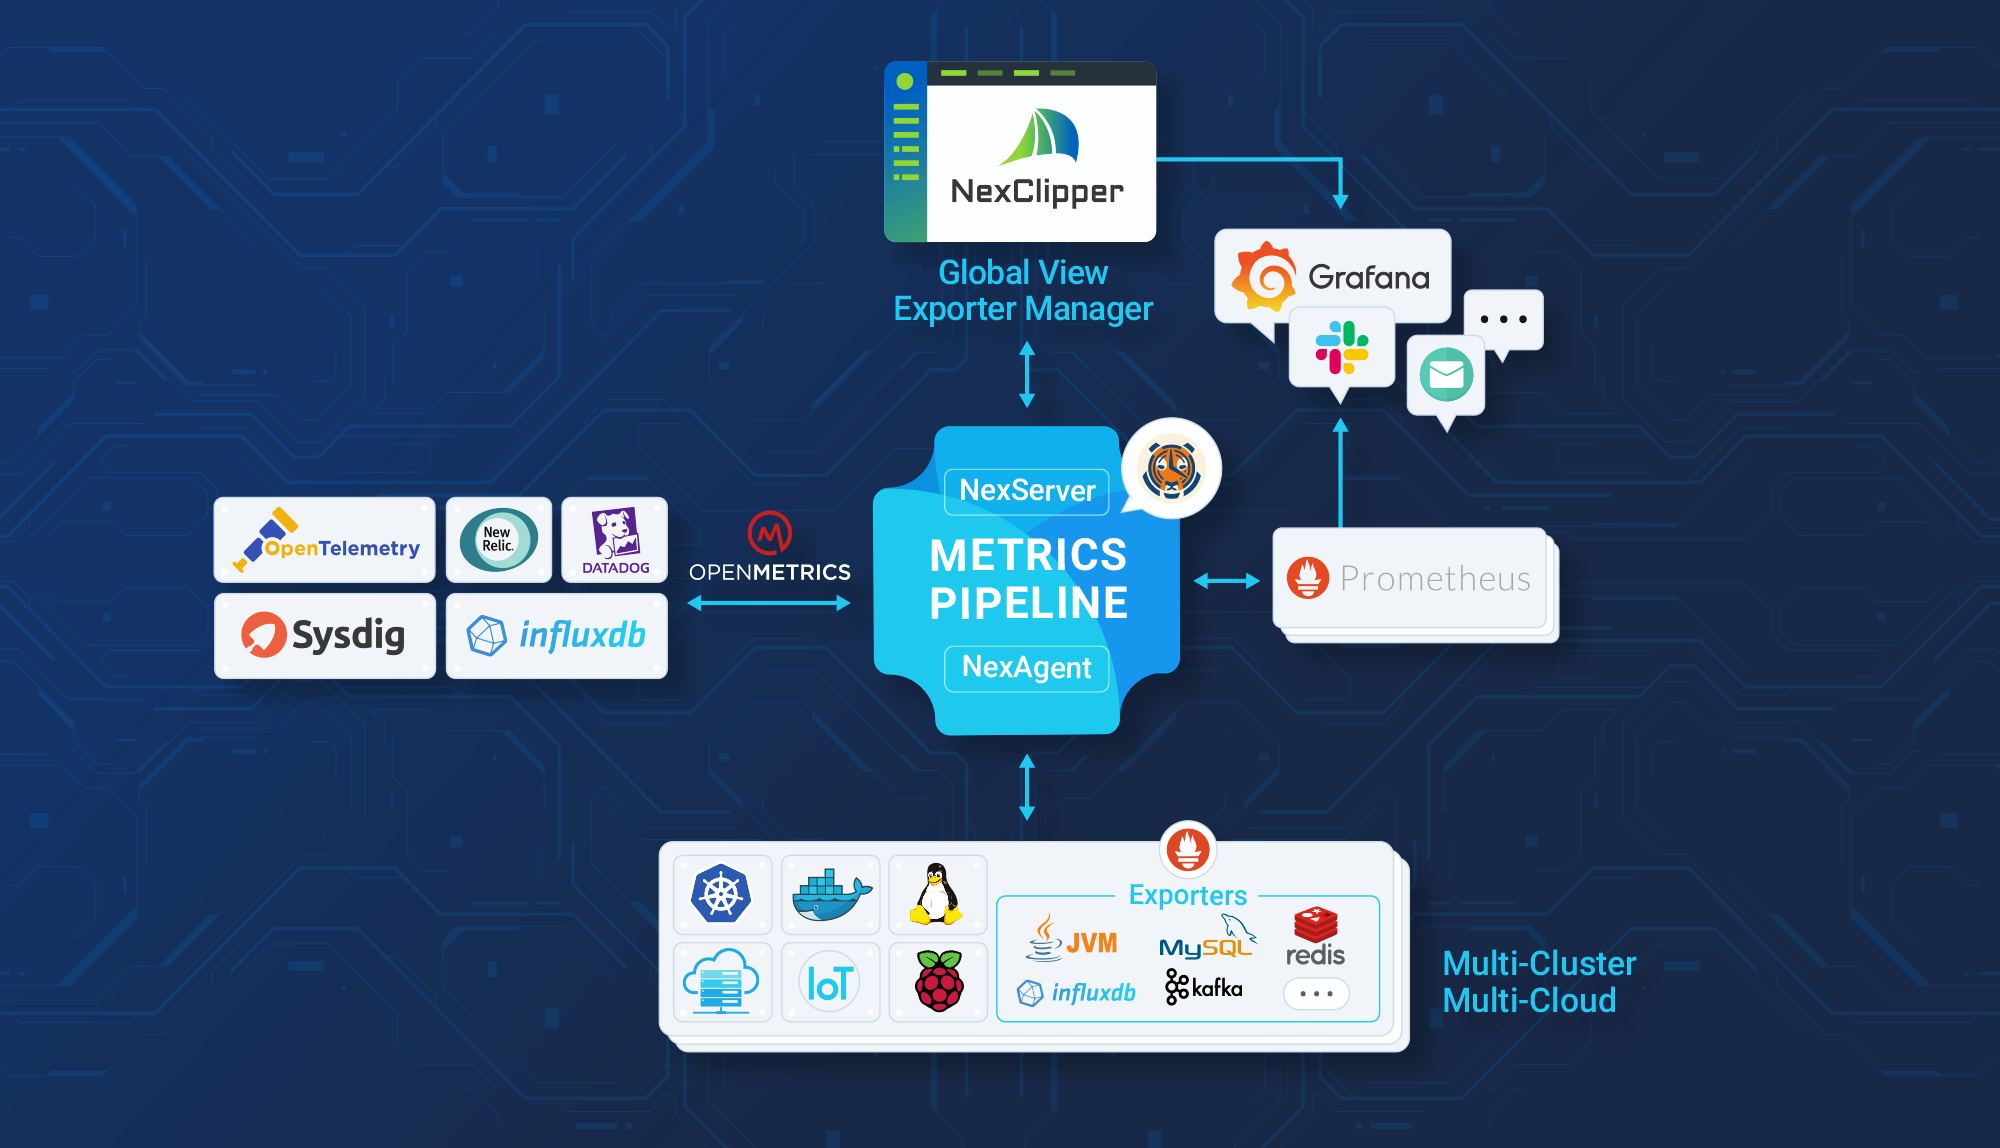 NexClipper
Global View
Exporter Manager
Grafana
NexServer
METRICS
PIPELINE
NexAgent
OpenTelemetry
New
Relic.
DATADOG
Sysdig
influxdb
OPENMETRICS
Prometheus
Exporters
JVM
MySQL
redis
influxdb
kafka
IoT
Multi-Cluster
Multi-Cloud